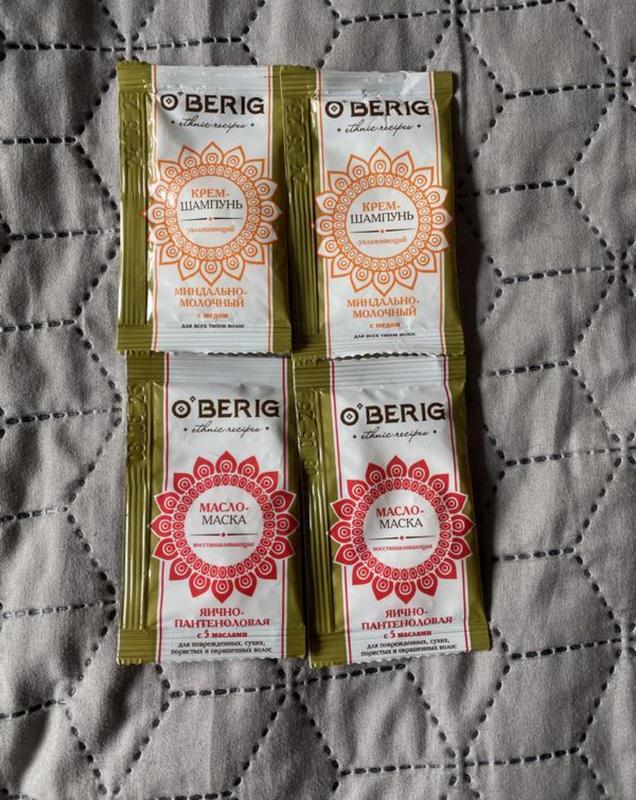 O'BERIG
ethnic recipes
КРЕМ-
ШАМПУНЬ
увлажняющий
МИНДАЛЬНО-
МОЛОЧНЫЙ
с медом
для всех типов волос
O'BERIG
ethnic recipes
КРЕМ-
ШАМПУНЬ
увлажняющий
МИНДАЛЬНО-
МОЛОЧНЫЙ
с медом
для всех типов волос
O'BERIG
ethnic recipes
МАСЛО-
МАСКА
восстанавливающая
ЯИЧНО-
ПАНТЕНОЛОВАЯ
с 5 маслами
для поврежденных, сухих,
пористых и окрашенных волос
O'BERIG
ethnic recipes
МАСЛО-
МАСКА
восстанавливающая
ЯИЧНО-
ПАНТЕНОЛОВАЯ
с 5 маслами
для поврежденных, сухих,
пористых и окрашенных волос